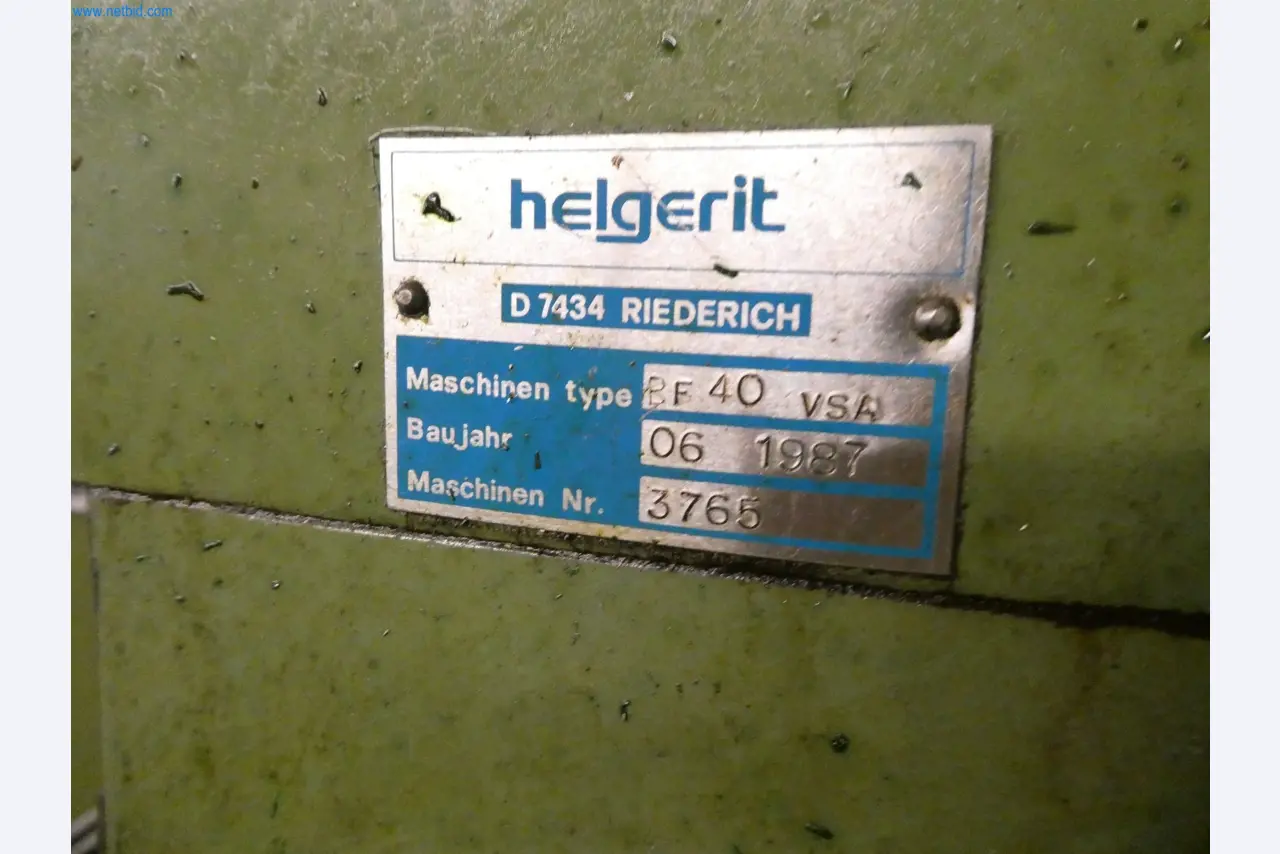 www.netbid.com
helgerit
D 7434 RIEDERICH
Maschinen type BF 40 VSA
Baujahr 06 1987
Maschinen Nr. 3765